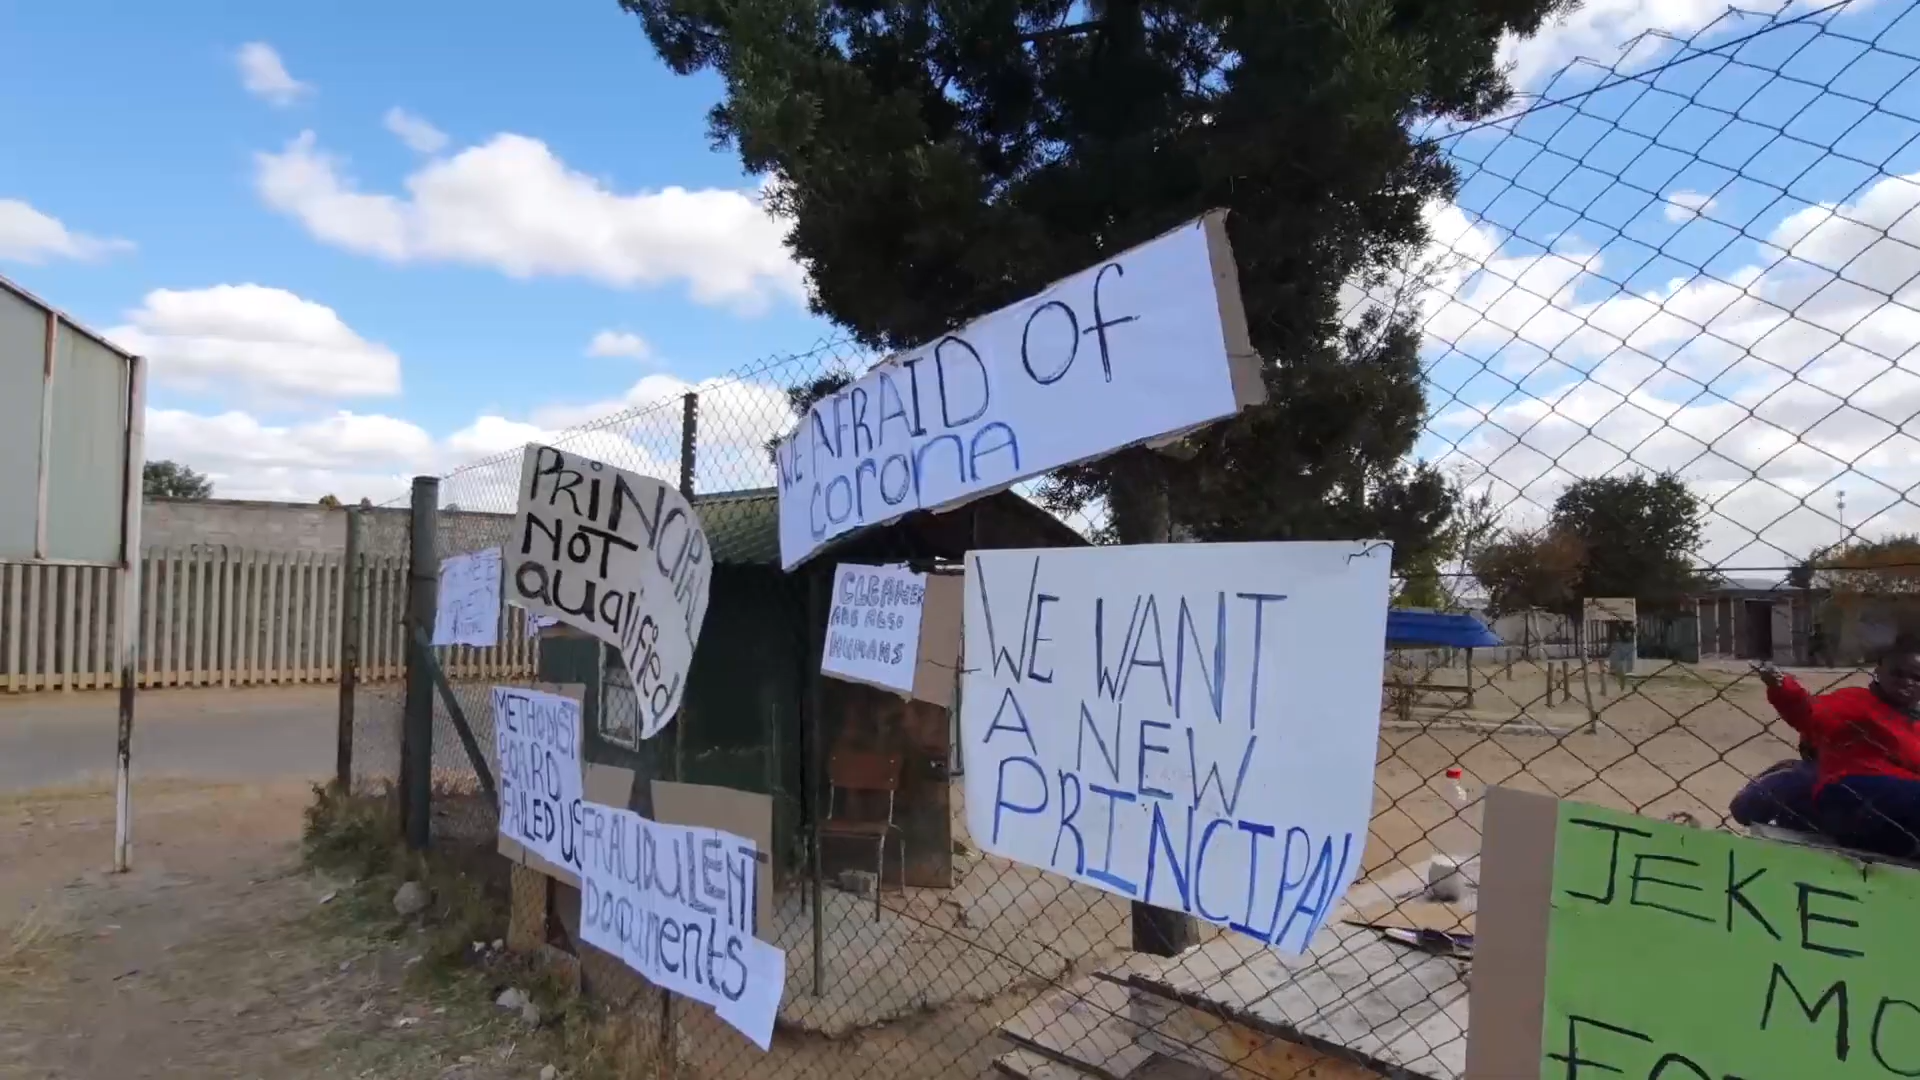 WE AFRAID OF
corona
PRINCIPAL
NOT
qualified
CLEANER
ARE ALSO
HUMANS
WE WANT
A NEW
PRINCIPAL
METHODIST
BOARD
FAILED US
FRAUDULENT
Documents
JEKE
MO